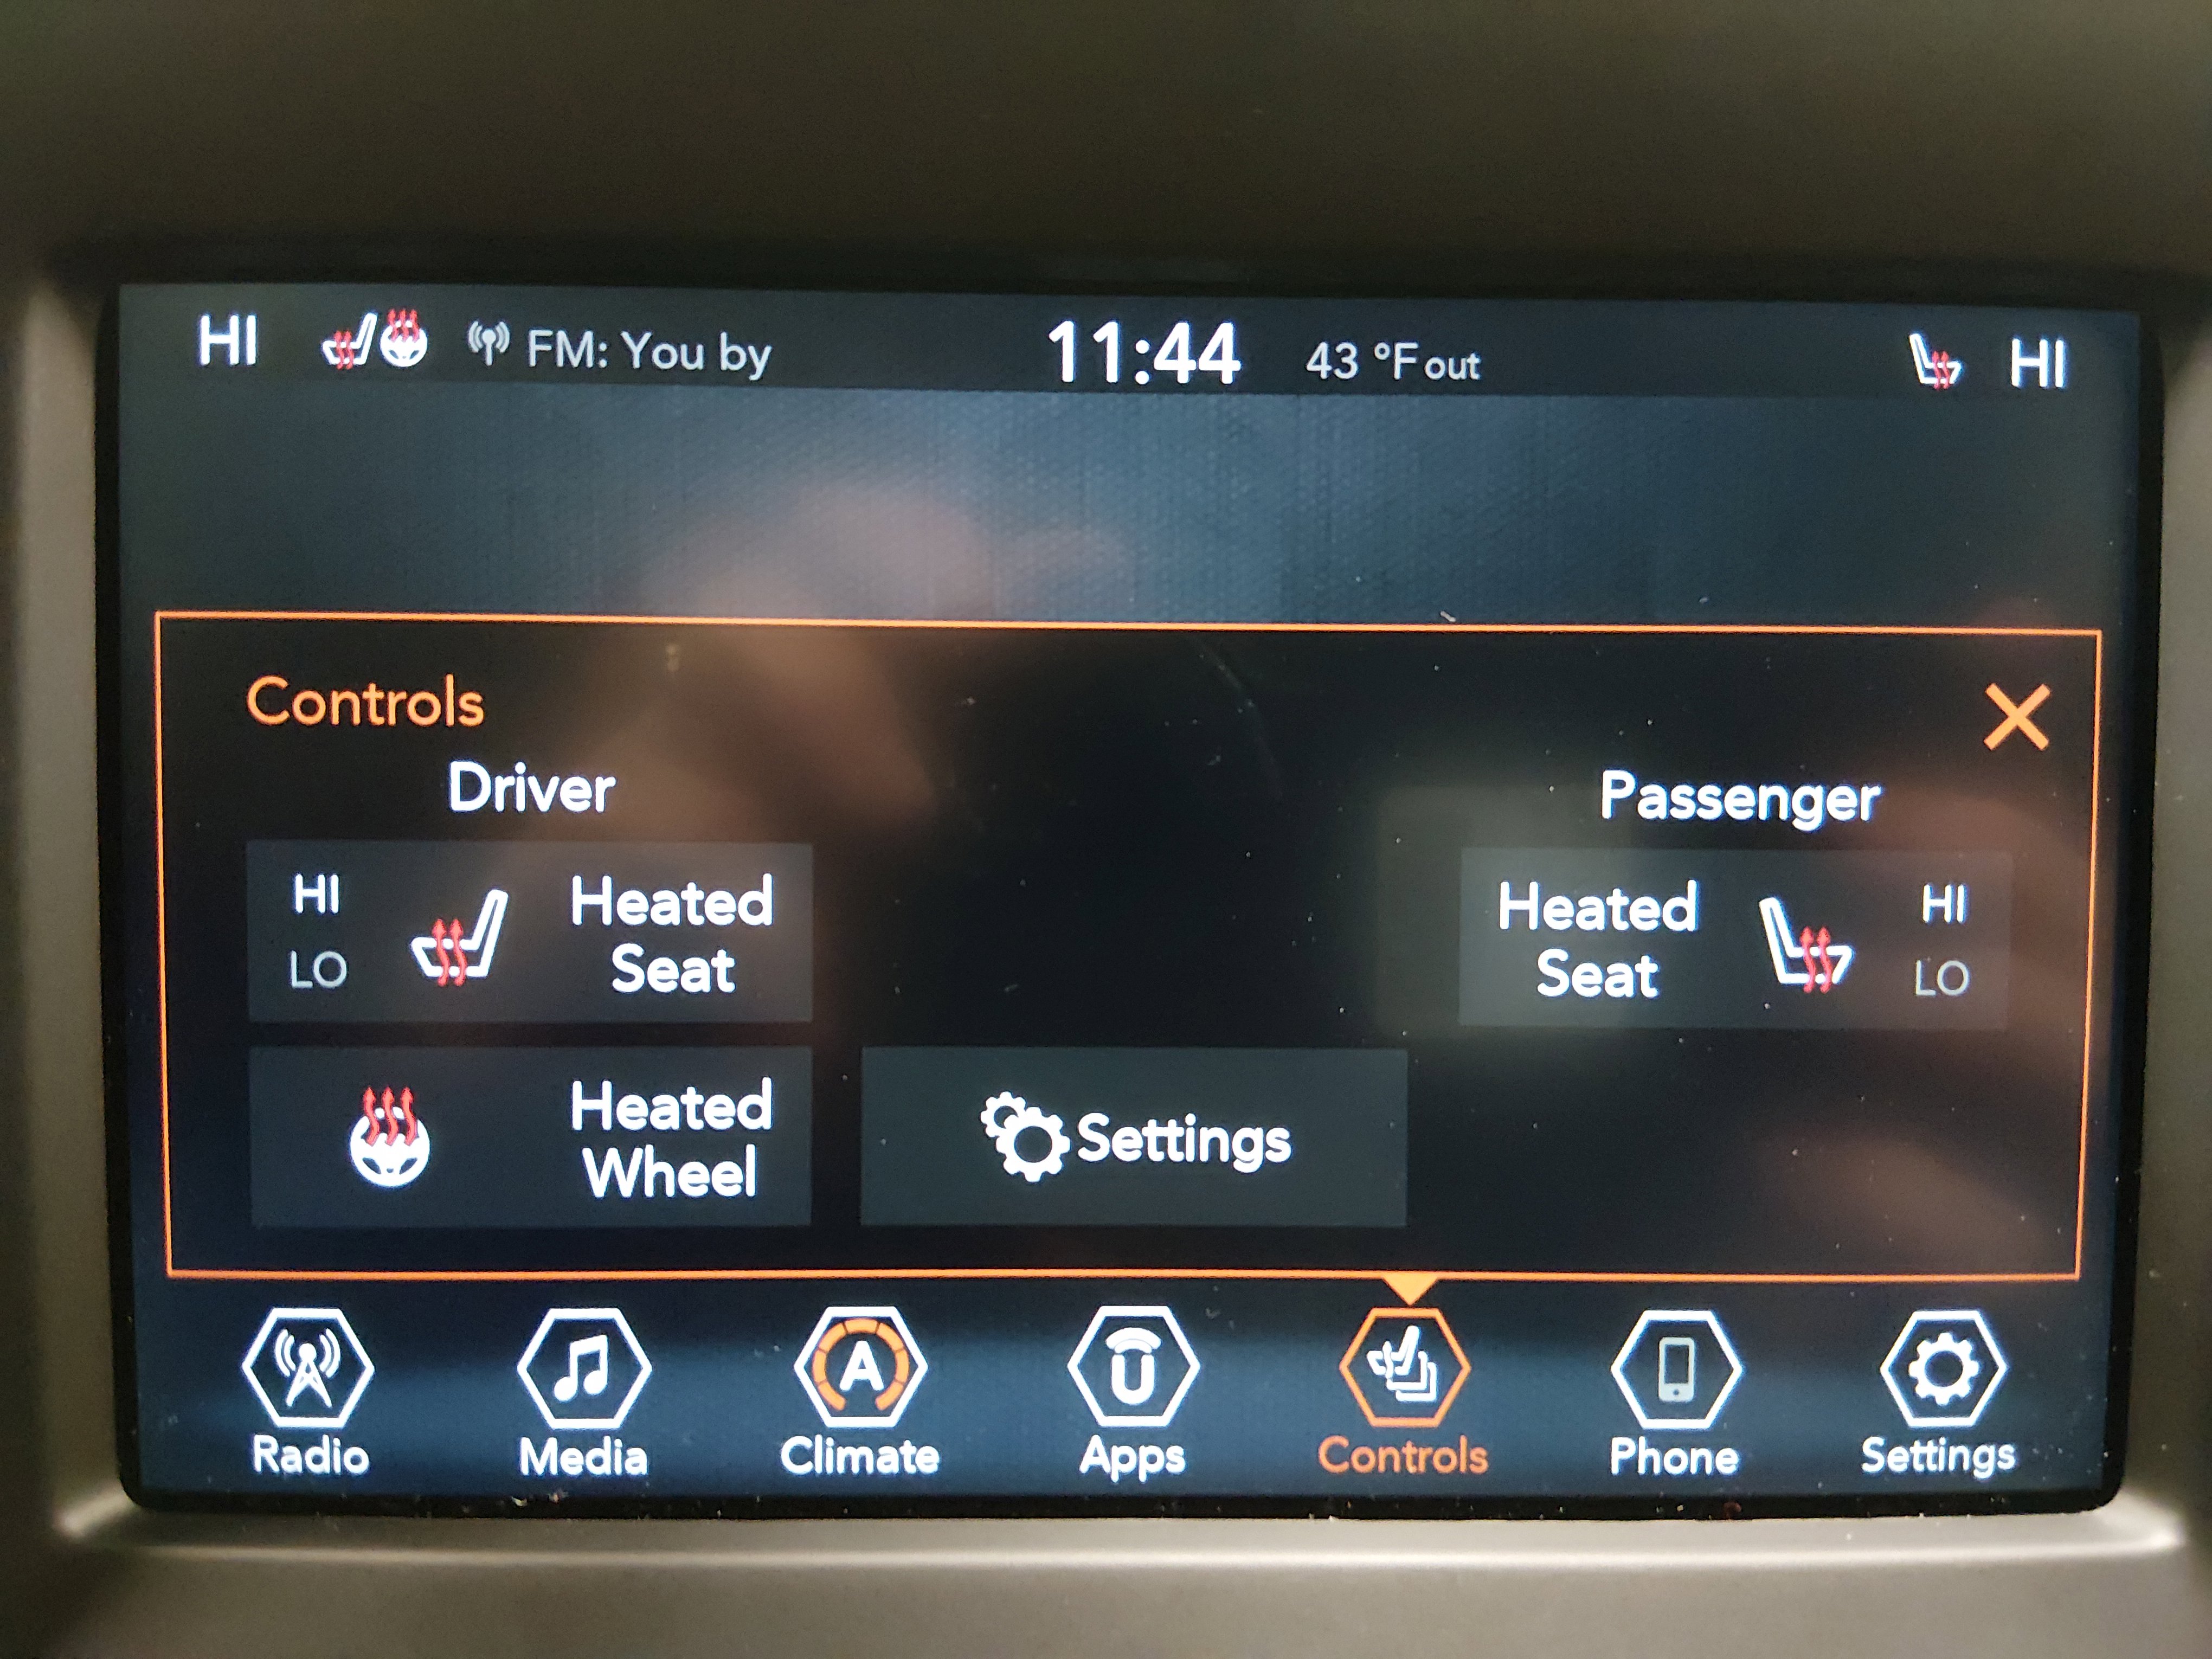 HI FM: You by 11:44 43 °F out HI
Controls
Driver Passenger
HI
LO
Heated
Seat
Heated
Seat
HI
LO
Heated
Wheel
Settings
Radio Media A Climate U Apps Controls Phone Settings